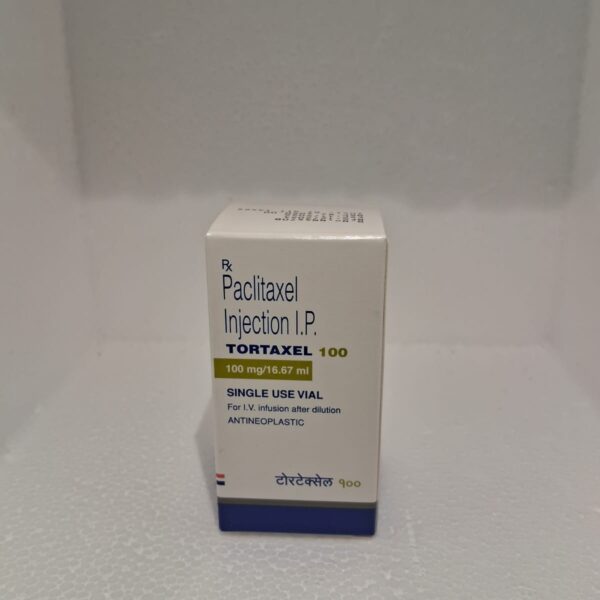 Rx
Paclitaxel
Injection I.P.
TORTAXEL 100
100 mg/16.67 ml
SINGLE USE VIAL
For I.V. infusion after dilution
ANTINEOPLASTIC
टोरटेक्सेल १००